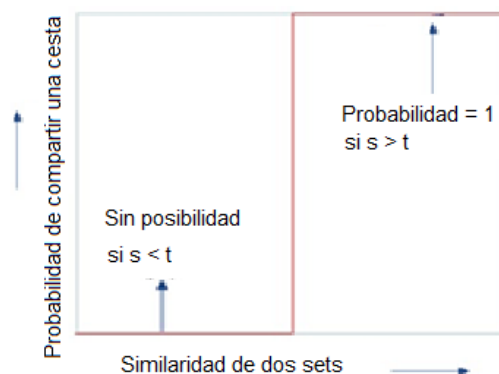 Probabilidad de compartir una cesta
Probabilidad = 1
si s > t
Sin posibilidad
si s < t
Similaridad de dos sets